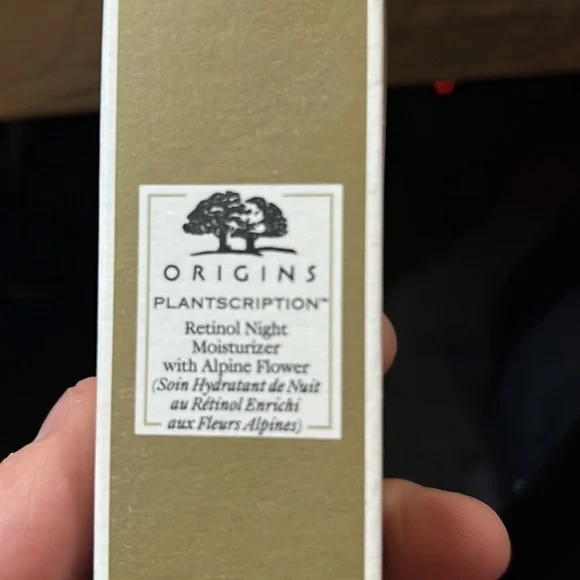 ORIGINS
PLANTSCRIPTION™
Retinol Night
Moisturizer
with Alpine Flower
(Soin Hydratant de Nuit
au Rétinol Enrichi
aux Fleurs Alpines)